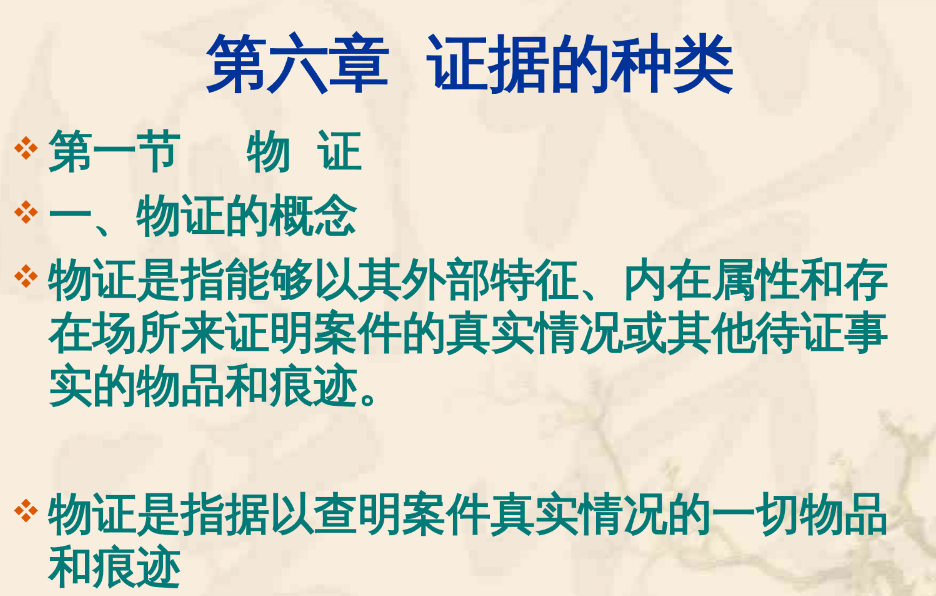 第六章 证据的种类
第一节 物 证
一、物证的概念
物证是指能够以其外部特征、内在属性和存
在场所来证明案件的真实情况或其他待证事
实的物品和痕迹。
物证是指据以查明案件真实情况的一切物品
和痕迹